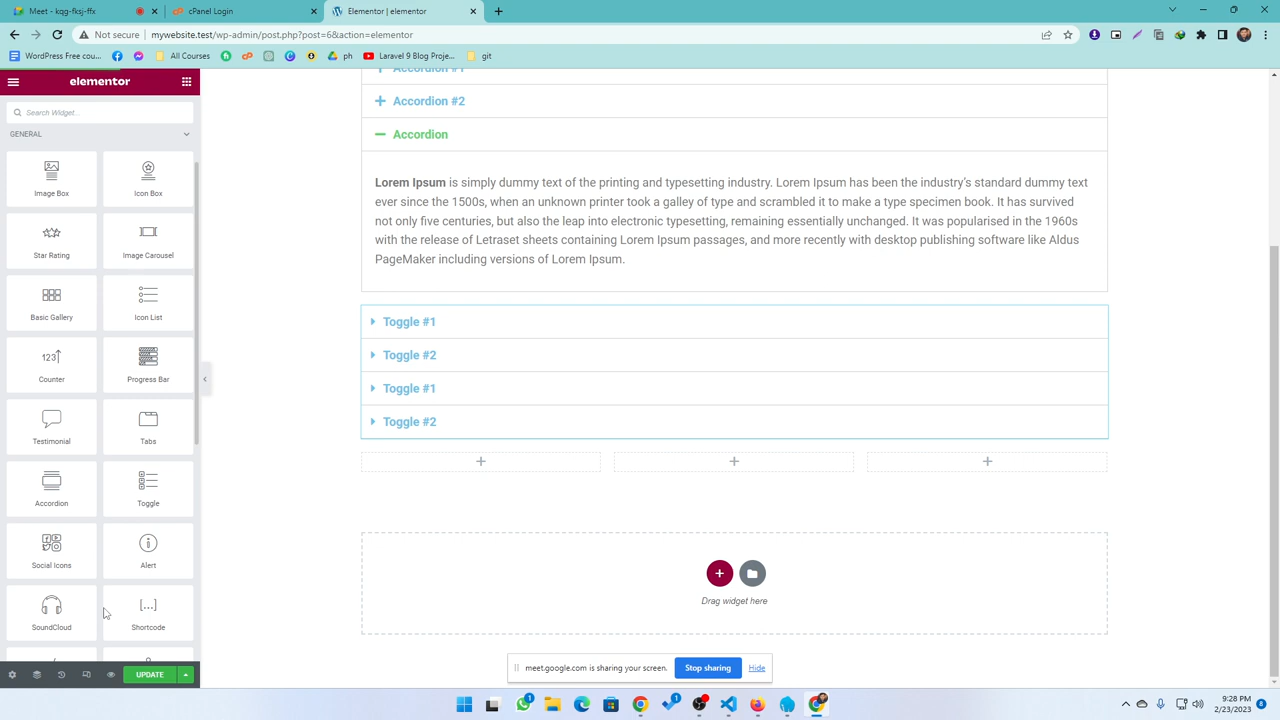 Meet - kqg-fksj-ffx
cPanel Login
Elementor | elementor
Not secure
mywebsite.test/wp-admin/post.php?post=6&action=elementor
WordPress Free cou...
All Courses
ph
Laravel 9 Blog Proje...
git
elementor
Search Widget...
GENERAL
Image Box
Icon Box
Star Rating
Image Carousel
Basic Gallery
Icon List
Counter
Progress Bar
Testimonial
Tabs
Accordion
Toggle
Social Icons
Alert
SoundCloud
Shortcode
UPDATE
Accordion #1
Accordion #2
Accordion
Lorem Ipsum is simply dummy text of the printing and typesetting industry. Lorem Ipsum has been the industry's standard dummy text
ever since the 1500s, when an unknown printer took a galley of type and scrambled it to make a type specimen book. It has survived
not only five centuries, but also the leap into electronic typesetting, remaining essentially unchanged. It was popularised in the 1960s
with the release of Letraset sheets containing Lorem Ipsum passages, and more recently with desktop publishing software like Aldus
PageMaker including versions of Lorem Ipsum.
Toggle #1
Toggle #2
Toggle #1
Toggle #2
Drag widget here
meet.google.com is sharing your screen.
Stop sharing
Hide
9:28 PM
2/23/2023